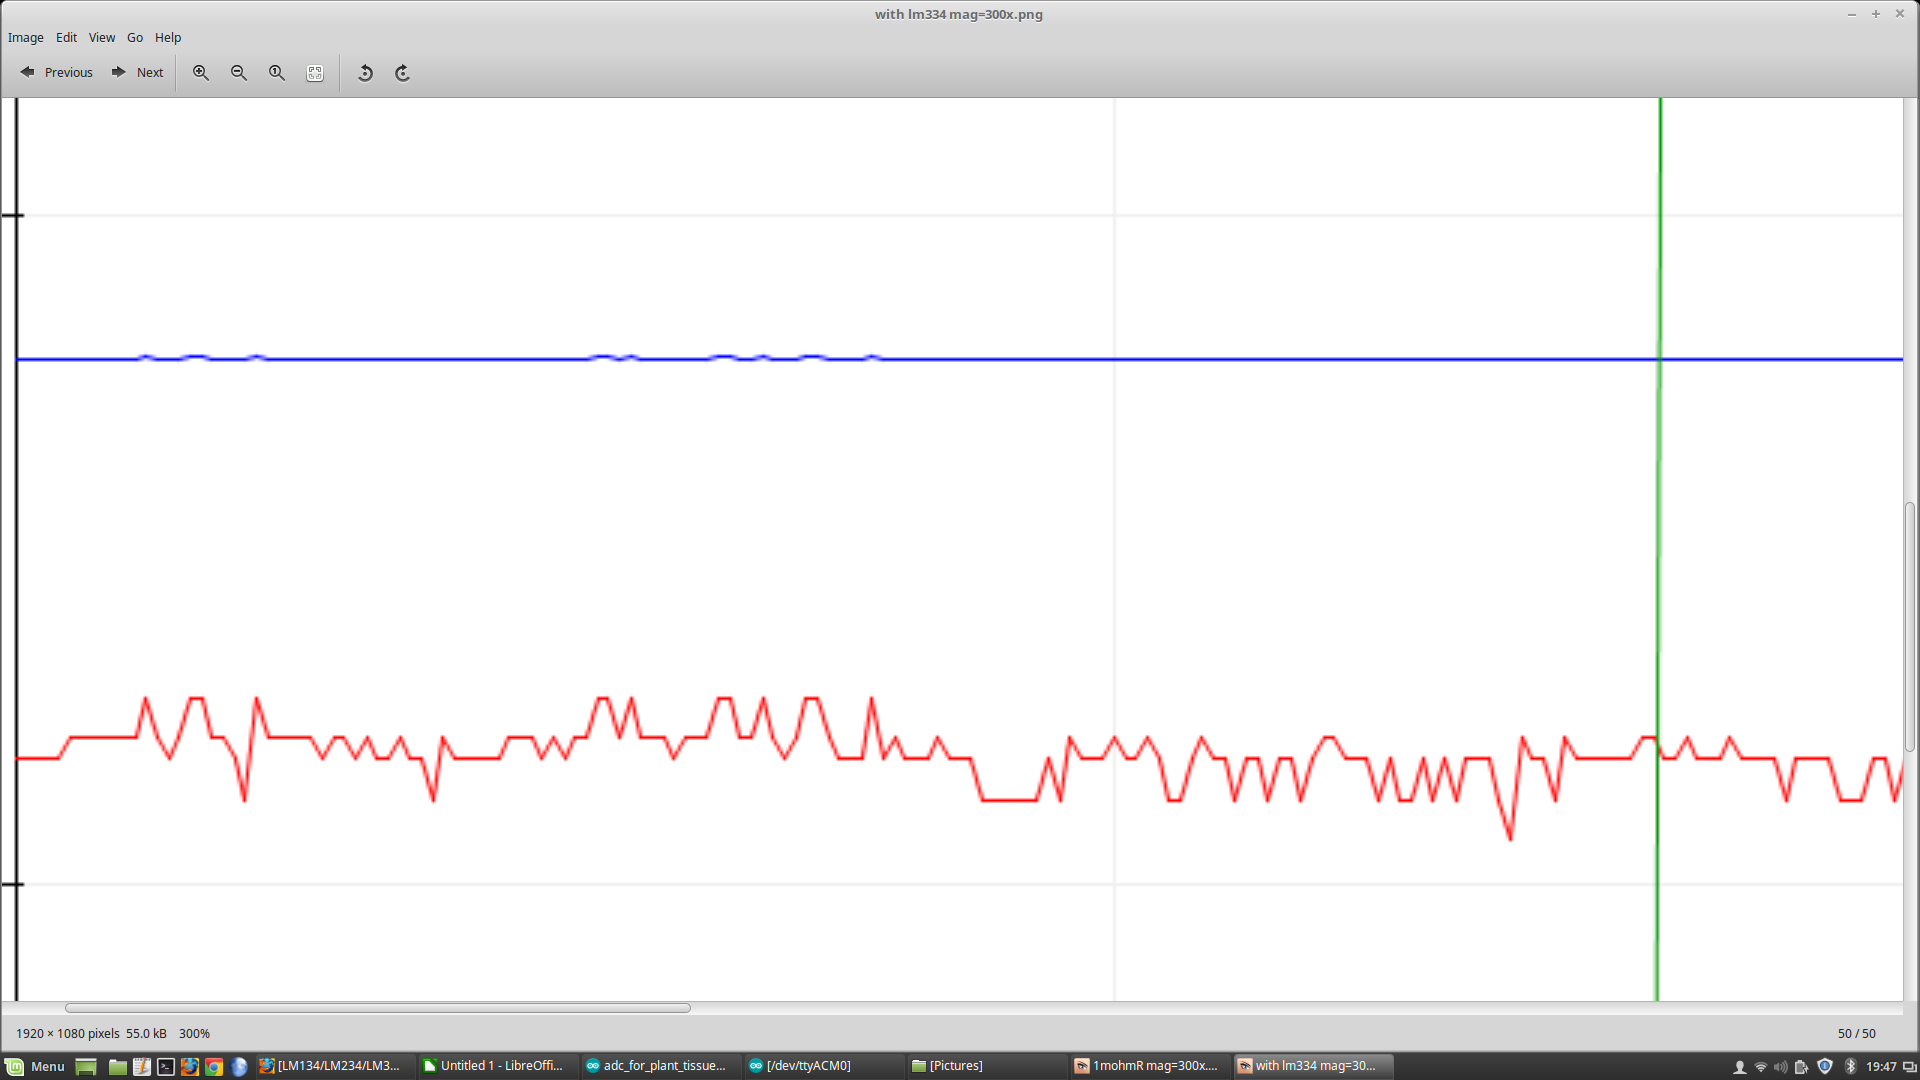 with lm334 mag=300x.png
Image Edit View Go Help
Previous Next
1920 × 1080 pixels 55.0 kB 300%
50 / 50
Menu [LM134/LM234/LM3... Untitled 1 - LibreOffi... adc_for_plant_tissue... [/dev/ttyACM0] [Pictures] 1mohmR mag=300x.... with lm334 mag=30... 19:47